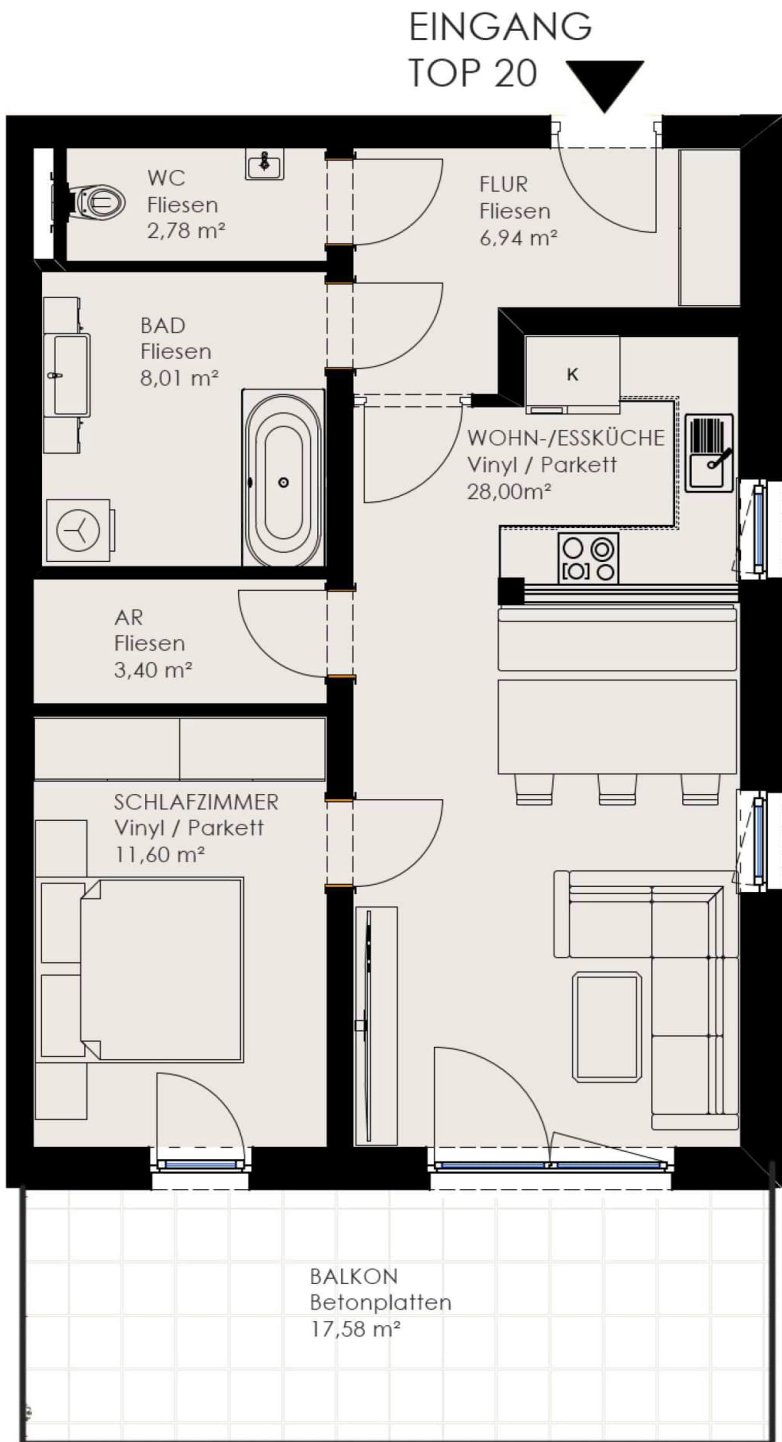 EINGANG
TOP 20
WC
Fliesen
2,78 m²
FLUR
Fliesen
6,94 m²
BAD
Fliesen
8,01 m²
K
WOHN-/ESSKÜCHE
Vinyl / Parkett
28,00m²
AR
Fliesen
3,40 m²
SCHLAFZIMMER
Vinyl / Parkett
11,60 m²
BALKON
Betonplatten
17,58 m²